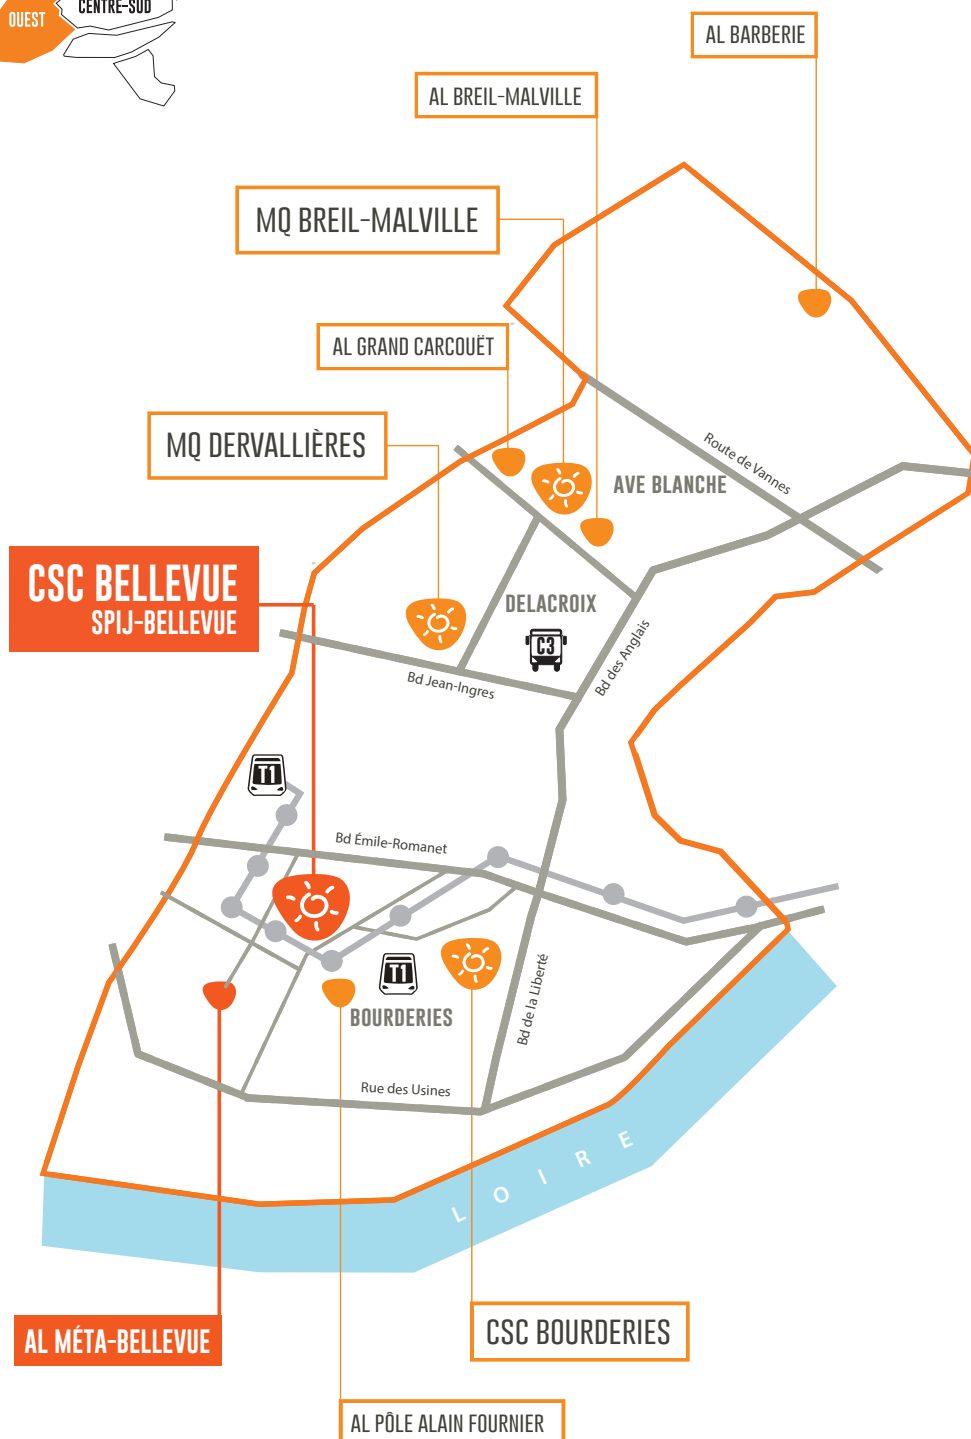 CENTRE-SUD
OUEST
AL BARBERIE
AL BREIL-MALVILLE
MQ BREIL-MALVILLE
AL GRAND CARCOUËT
MQ DERVALLIÈRES
Route de Vannes
AVE BLANCHE
CSC BELLEVUE
SPIJ-BELLEVUE
DELACROIX
C3
Bd des Anglais
Bd Jean-Ingres
T1
Bd Émile-Romanet
T1
BOURDERIES
Bd de la Liberté
Rue des Usines
LOIRE
CSC BOURDERIES
AL MÉTA-BELLEVUE
AL PÔLE ALAIN FOURNIER